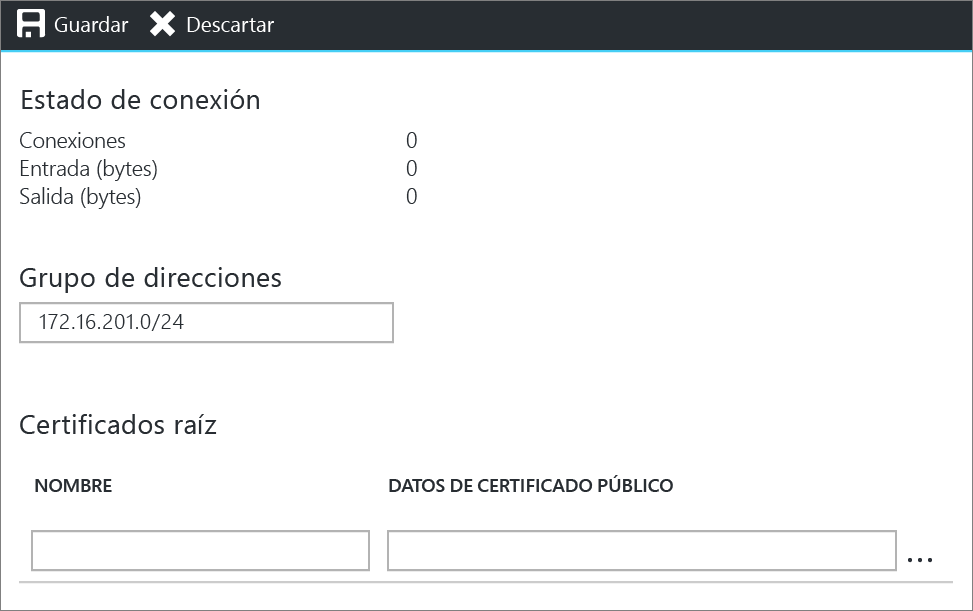 Guardar Descartar
Estado de conexión
Conexiones 0
Entrada (bytes) 0
Salida (bytes) 0
Grupo de direcciones
172.16.201.0/24
Certificados raíz
NOMBRE DATOS DE CERTIFICADO PÚBLICO
...